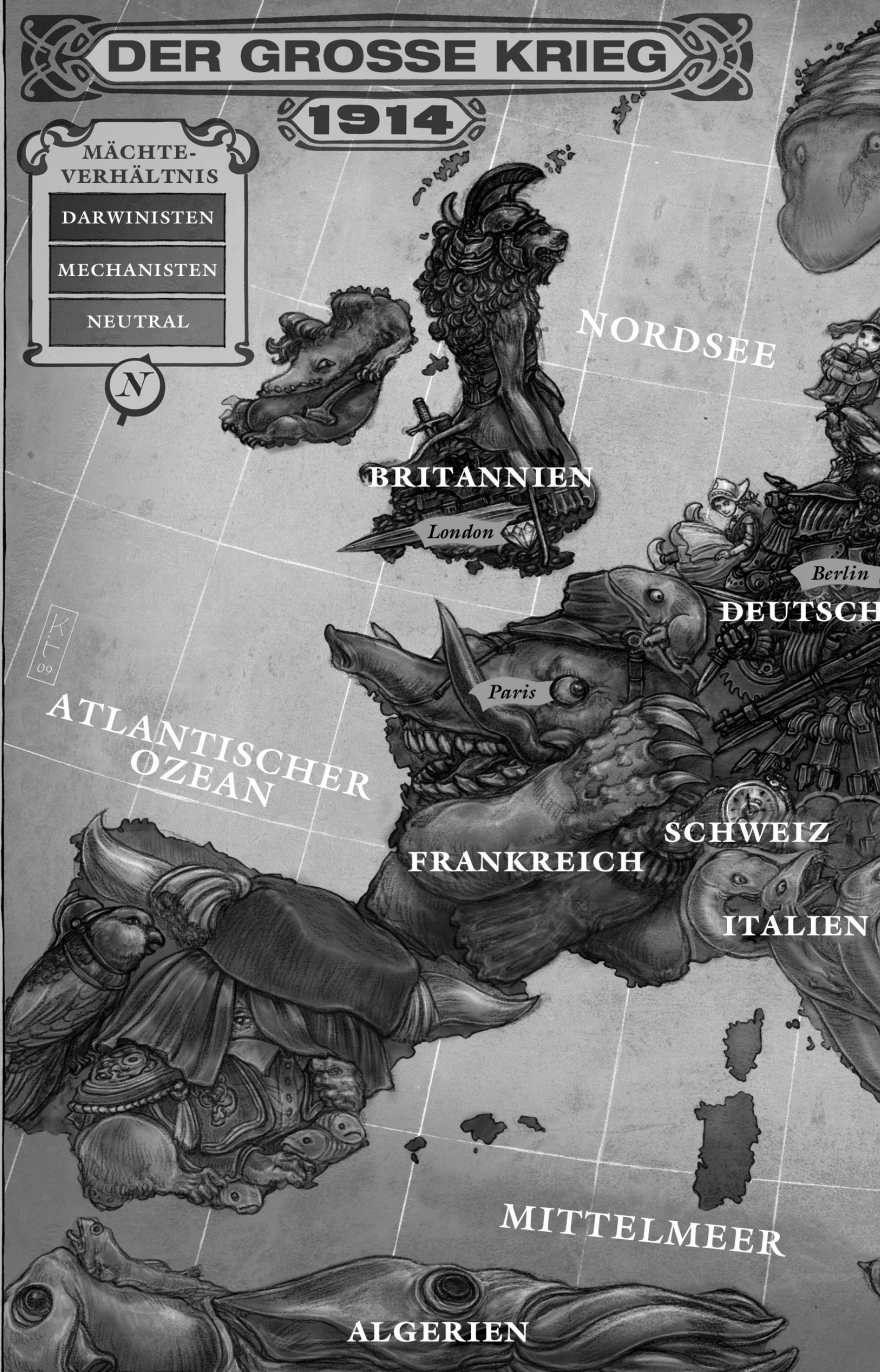 DER GROSSE KRIEG
1914
MÄCHTE-
VERHÄLTNIS
DARWINISTEN
MECHANISTEN
NEUTRAL
N
NORDSEE
BRITANNIEN
London
Berlin
DEUTSCH
K
T
09
Paris
ATLANTISCHER
OZEAN
SCHWEIZ
FRANKREICH
ITALIEN
MITTELMEER
ALGERIEN